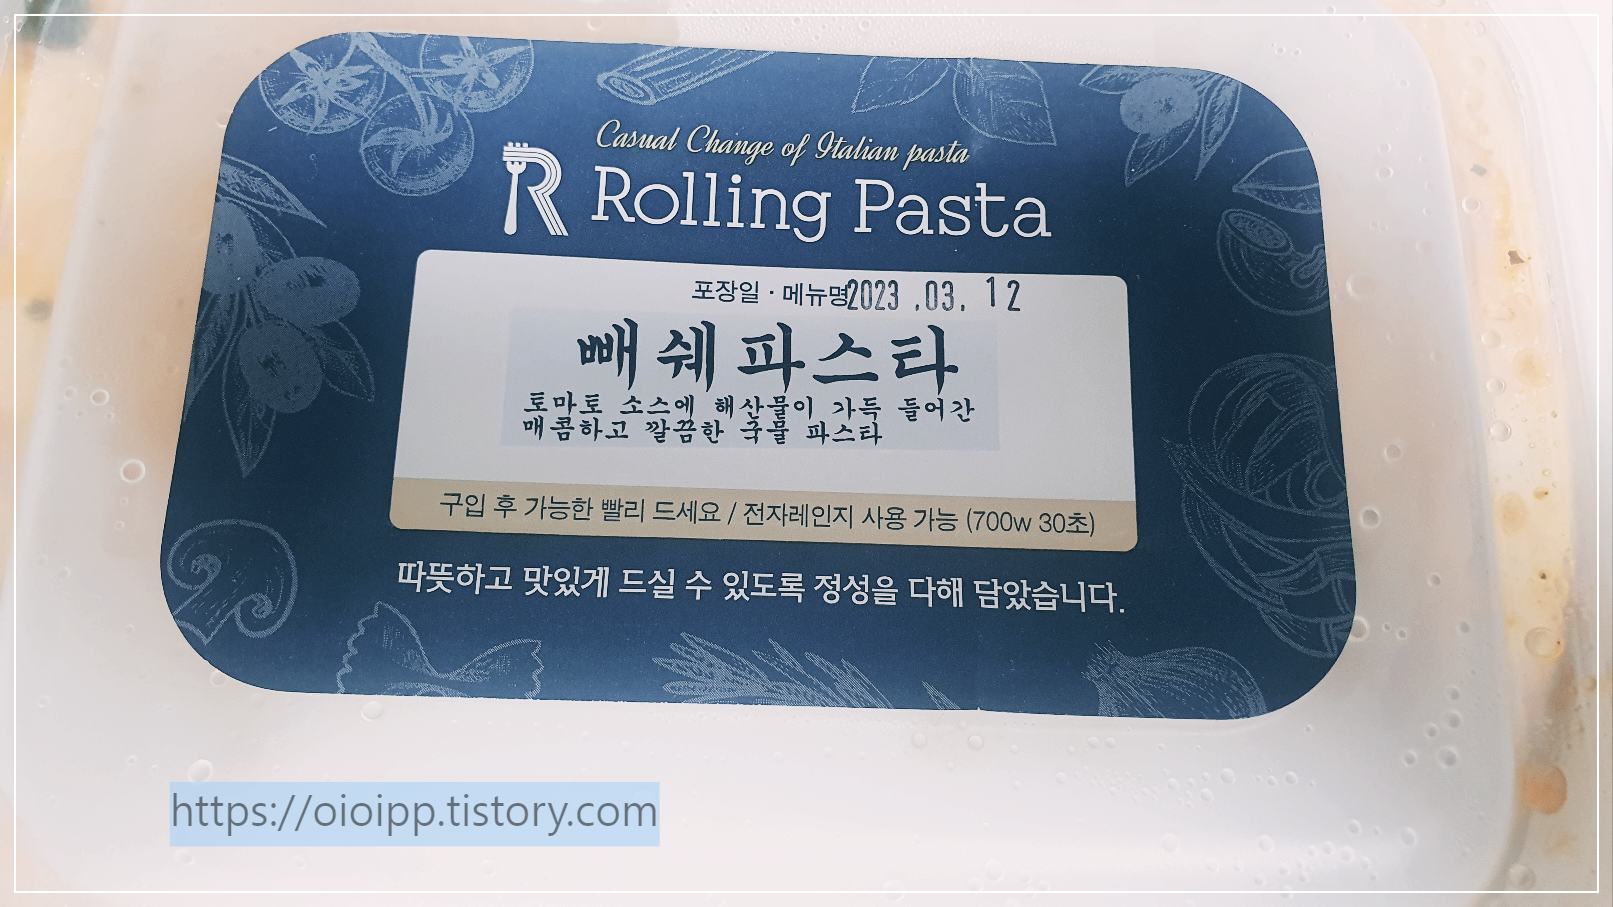 Casual Change of Italian pasta
R Rolling Pasta
포장일 · 메뉴명 2023 .03. 12
빼쉐파스타
토마토 소스에 해산물이 가득 들어간
매콤하고 깔끔한 국물 파스타
구입 후 가능한 빨리 드세요 / 전자레인지 사용 가능 (700w 30초)
따뜻하고 맛있게 드실 수 있도록 정성을 다해 담았습니다.
https://oioipp.tistory.com